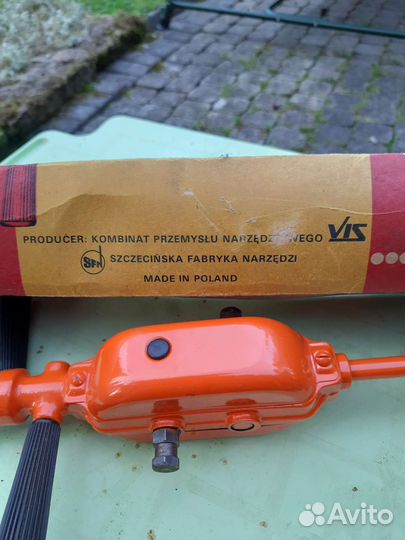 PRODUCER: KOMBINAT PRZEMYSŁU NARZĘDZIOWEGO VIS
SFN SZCZECIŃSKA FABRYKA NARZĘDZI
MADE IN POLAND
Avito